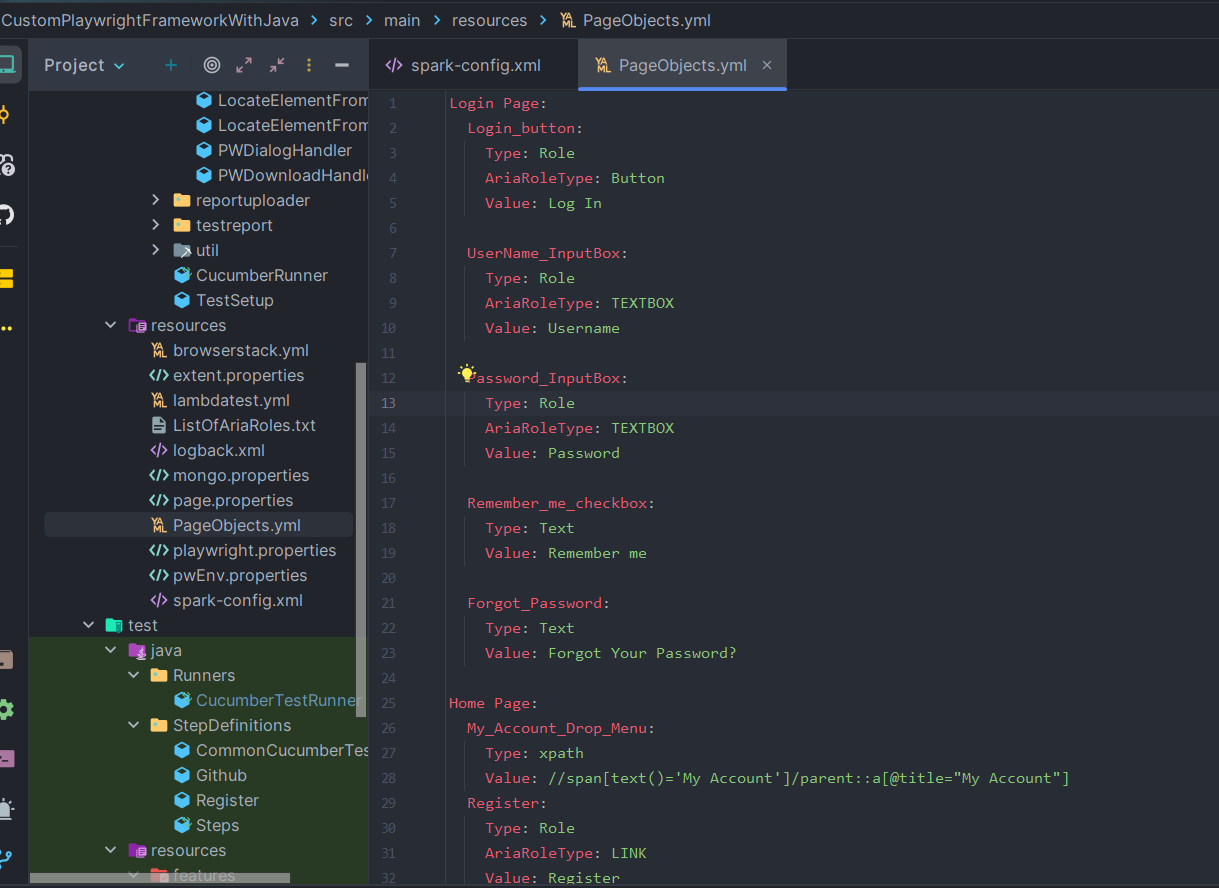 CustomPlaywrightFrameworkWithJava > src > main > resources > PageObjects.yml
Project
LocateElementFrom
LocateElementFrom
PWDialogHandler
PWDownloadHandle
reportuploader
testreport
util
CucumberRunner
TestSetup
resources
browserstack.yml
extent.properties
lambdatest.yml
ListOfAriaRoles.txt
logback.xml
mongo.properties
page.properties
PageObjects.yml
playwright.properties
pwEnv.properties
spark-config.xml
test
java
Runners
CucumberTestRunner
StepDefinitions
CommonCucumberTes
Github
Register
Steps
resources
features
spark-config.xml
PageObjects.yml
1 Login Page:
2 Login_button:
3 Type: Role
4 AriaRoleType: Button
5 Value: Log In
6
7 UserName_InputBox:
8 Type: Role
9 AriaRoleType: TEXTBOX
10 Value: Username
11
12 Password_InputBox:
13 Type: Role
14 AriaRoleType: TEXTBOX
15 Value: Password
16
17 Remember_me_checkbox:
18 Type: Text
19 Value: Remember me
20
21 Forgot_Password:
22 Type: Text
23 Value: Forgot Your Password?
24
25 Home Page:
26 My_Account_Drop_Menu:
27 Type: xpath
28 Value: //span[text()='My Account']/parent::a[@title="My Account"]
29 Register:
30 Type: Role
31 AriaRoleType: LINK
32 Value: Register